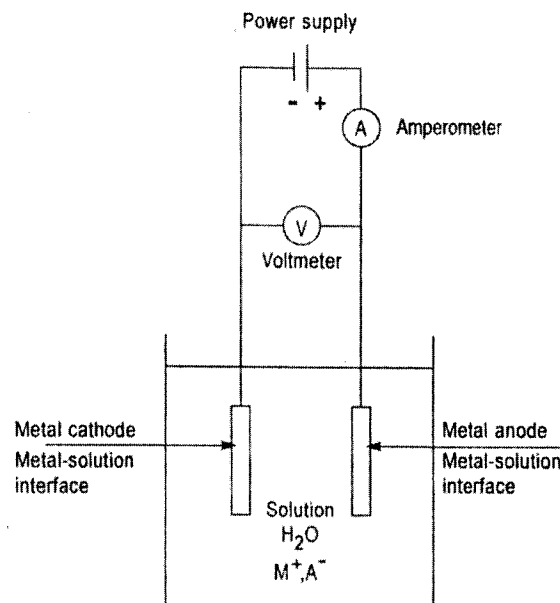 Power supply
- +
A
Amperometer
V
Voltmeter
Metal cathode
Metal-solution
interface
Metal anode
Metal-solution
interface
Solution
H₂O
M⁺,A⁻